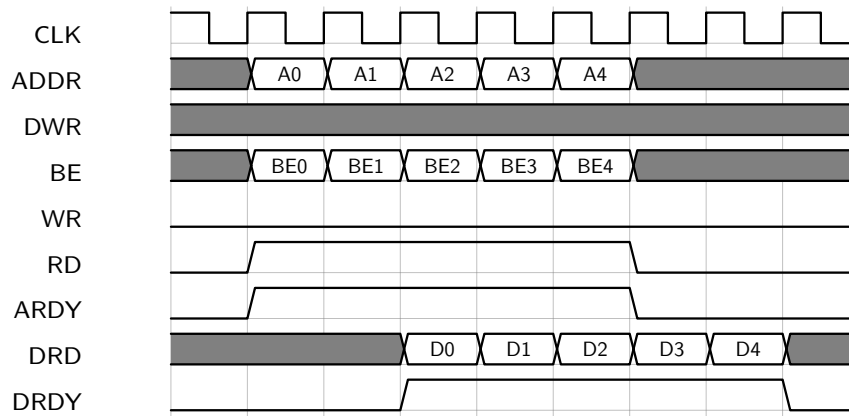 CLK
ADDR A0 A1 A2 A3 A4
DWR
BE BE0 BE1 BE2 BE3 BE4
WR
RD
ARDY
DRD D0 D1 D2 D3 D4
DRDY